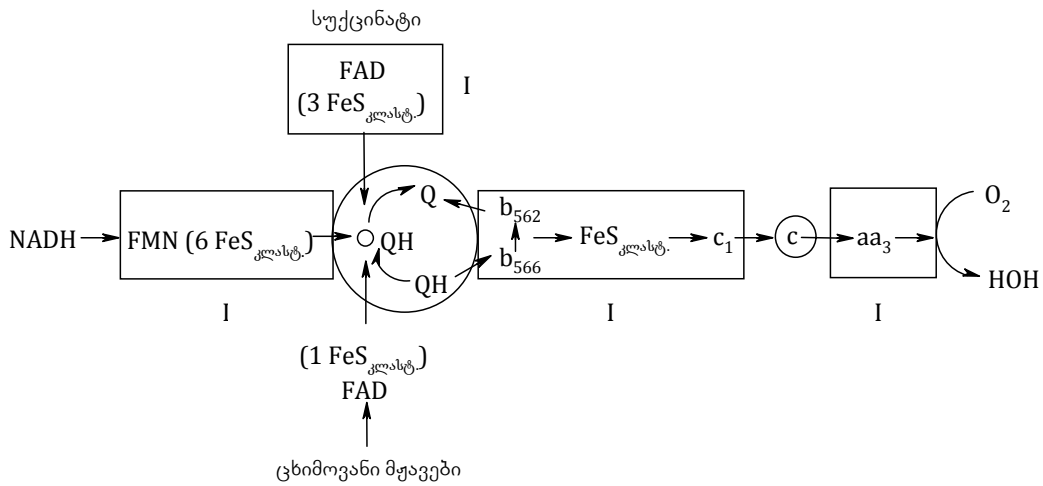 სუქცინატი
FAD
(3 FeSკლასტ.)
I
NADH
FMN (6 FeSკლასტ.)
I
Q
QH
QH
b562
b566
FeSკლასტ.
c1
I
c
aa3
I
O2
HOH
(1 FeSკლასტ.)
FAD
ცხიმოვანი მჟავები